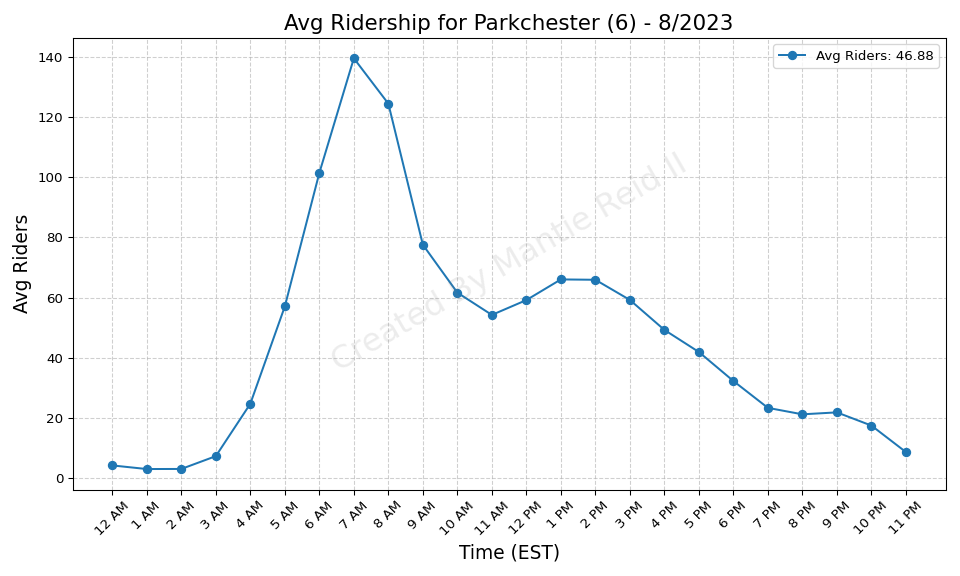 Avg Ridership for Parkchester (6) - 8/2023
Avg Riders: 46.88
140
120
100
80
60
40
20
0
Avg Riders
Created By Mantie Reid II
12 AM
1 AM
2 AM
3 AM
4 AM
5 AM
6 AM
7 AM
8 AM
9 AM
10 AM
11 AM
12 PM
1 PM
2 PM
3 PM
4 PM
5 PM
6 PM
7 PM
8 PM
9 PM
10 PM
11 PM
Time (EST)